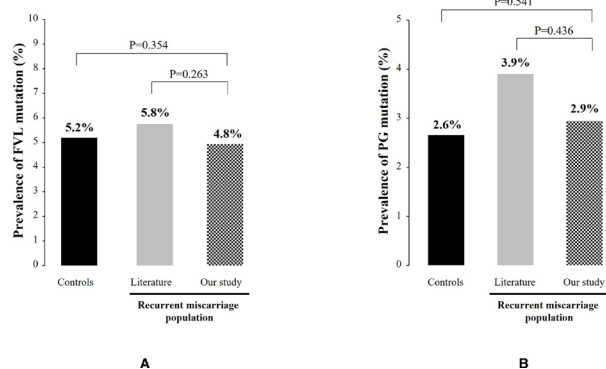 Prevalence of FVL mutation (%)
10
9
8
7
6
5
4
3
2
1
0
P=0.354
P=0.263
5.2%
5.8%
4.8%
Controls
Literature
Our study
Recurrent miscarriage
population
A
Prevalence of PG mutation (%)
5
4
3
2
1
0
P=0.541
P=0.436
2.6%
3.9%
2.9%
Controls
Literature
Our study
Recurrent miscarriage
population
B